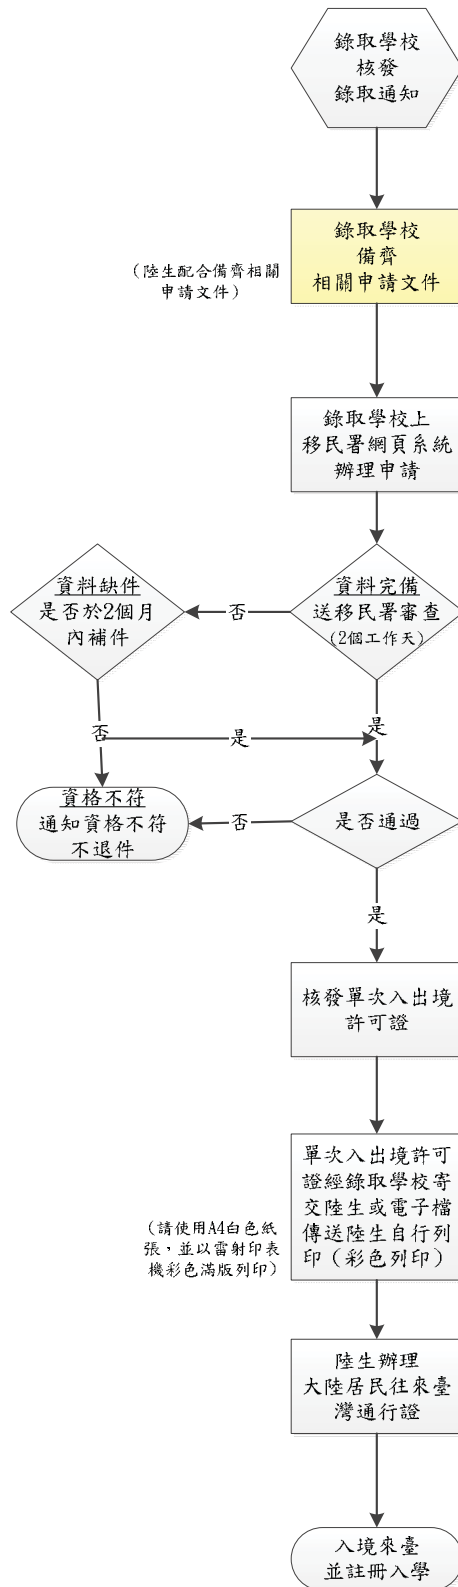 錄取學校
核發
錄取通知
錄取學校
備齊
相關申請文件
（陸生配合備齊相關
申請文件）
錄取學校上
移民署網頁系統
辦理申請
資料缺件
是否於2個月
內補件
否
資料完備
送移民署審查
(2個工作天)
否
是
是
資格不符
通知資格不符
不退件
否
是否通過
是
核發單次入出境
許可證
單次入出境許可
證經錄取學校寄
交陸生或電子檔
傳送陸生自行列
印（彩色列印）
(請使用A4白色紙
張，並以雷射印表
機彩色滿版列印)
陸生辦理
大陸居民往來臺
灣通行證
入境來臺
並註冊入學